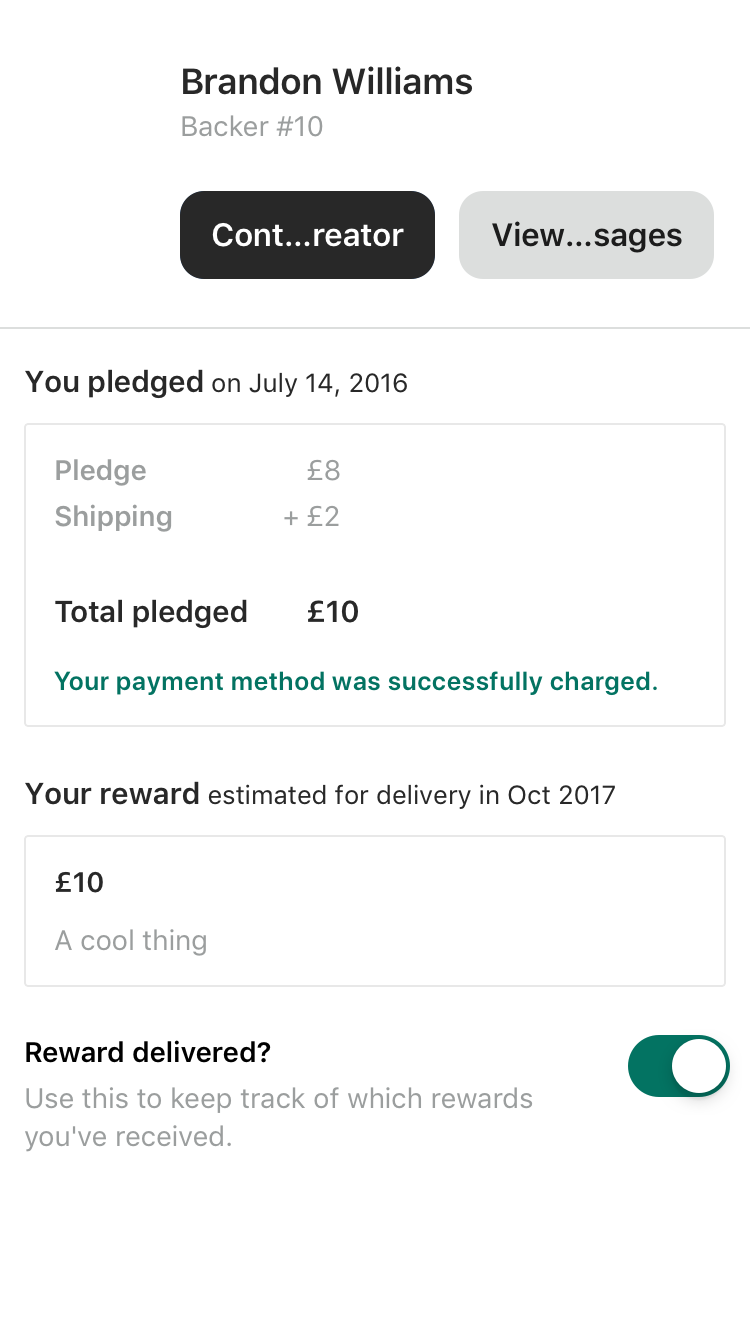 Brandon Williams
Backer #10
Cont...reator View...sages
You pledged on July 14, 2016
Pledge £8
Shipping + £2
Total pledged £10
Your payment method was successfully charged.
Your reward estimated for delivery in Oct 2017
£10
A cool thing
Reward delivered?
Use this to keep track of which rewards
you've received.